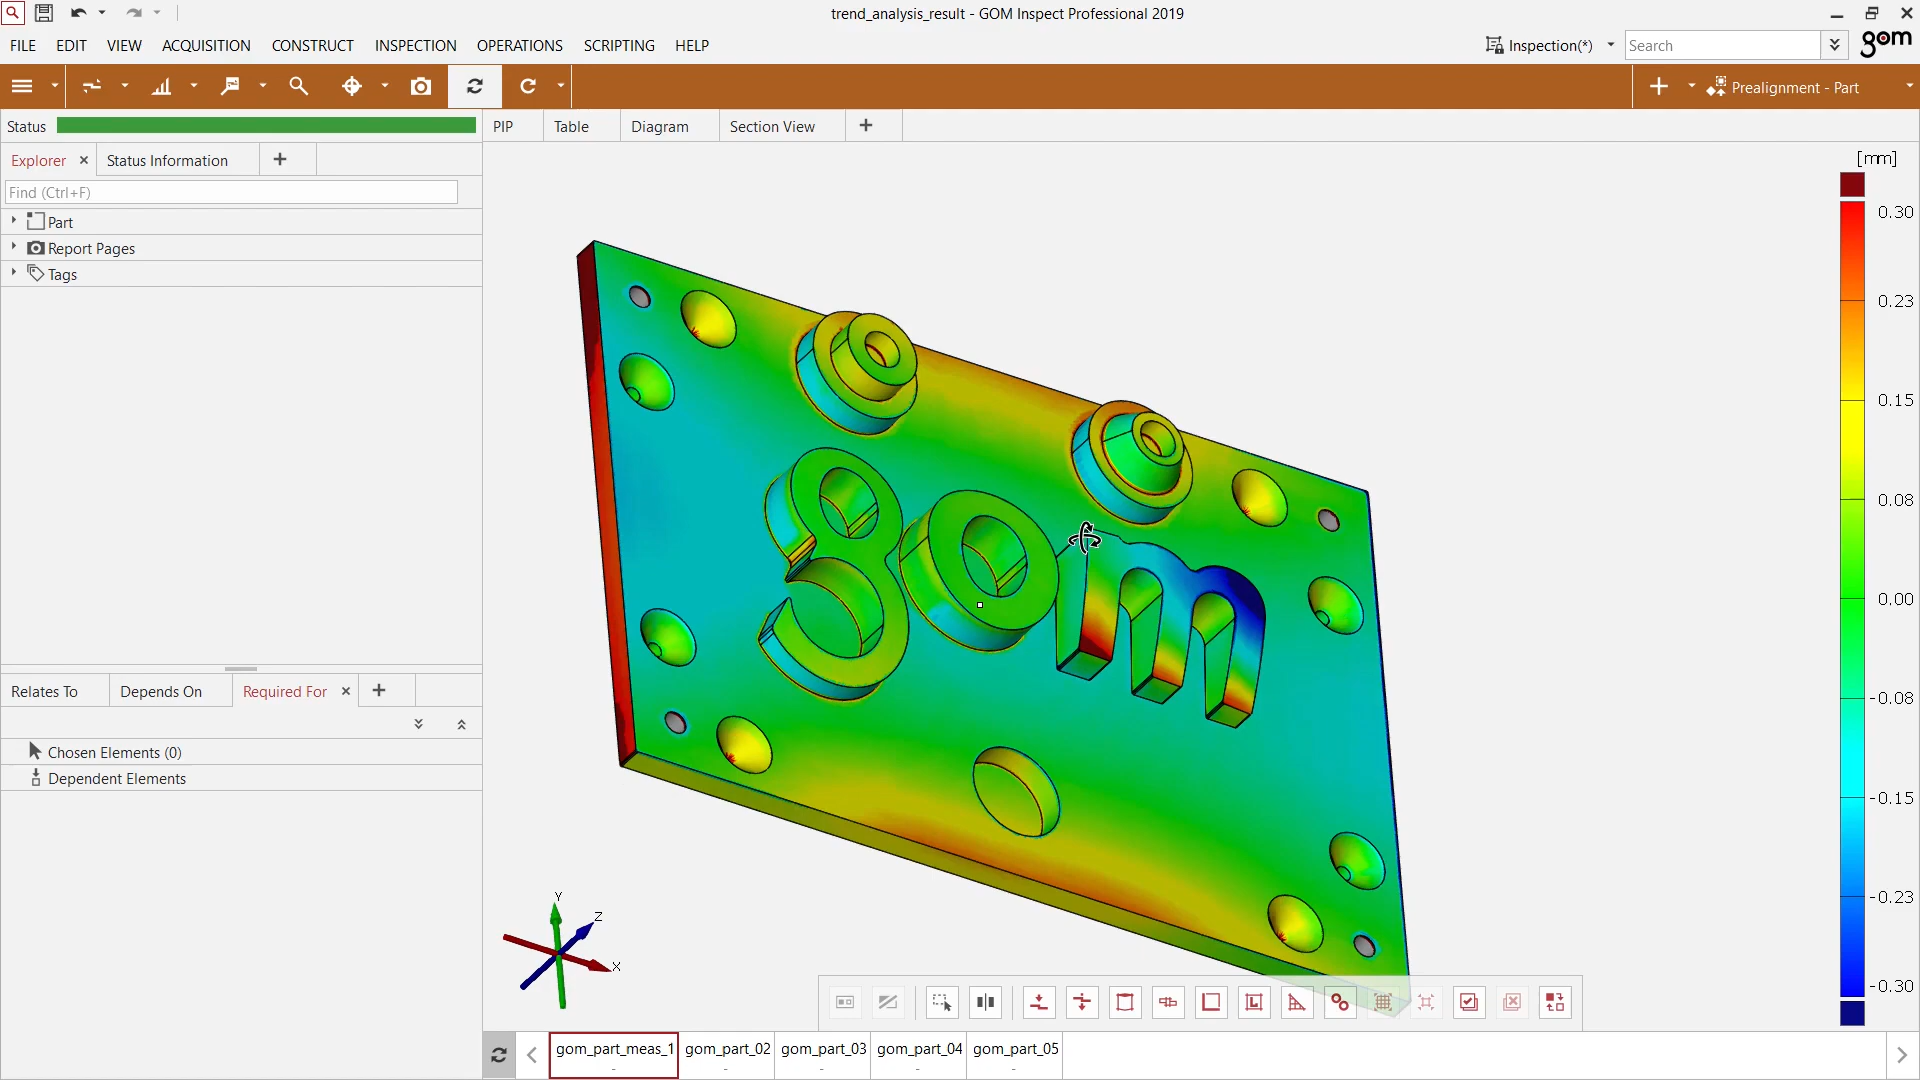 trend_analysis_result - GOM Inspect Professional 2019
FILE EDIT VIEW ACQUISITION CONSTRUCT INSPECTION OPERATIONS SCRIPTING HELP
Inspection(*)
Search
gom
Prealignment - Part
Status
PIP Table Diagram Section View
Explorer Status Information
Find (Ctrl+F)
Part
Report Pages
Tags
[mm]
0.30
0.23
0.15
0.08
0.00
-0.08
-0.15
-0.23
-0.30
gom
Relates To Depends On Required For
Chosen Elements (0)
Dependent Elements
Y
Z
X
gom_part_meas_1 gom_part_02 gom_part_03 gom_part_04 gom_part_05
- - - - -